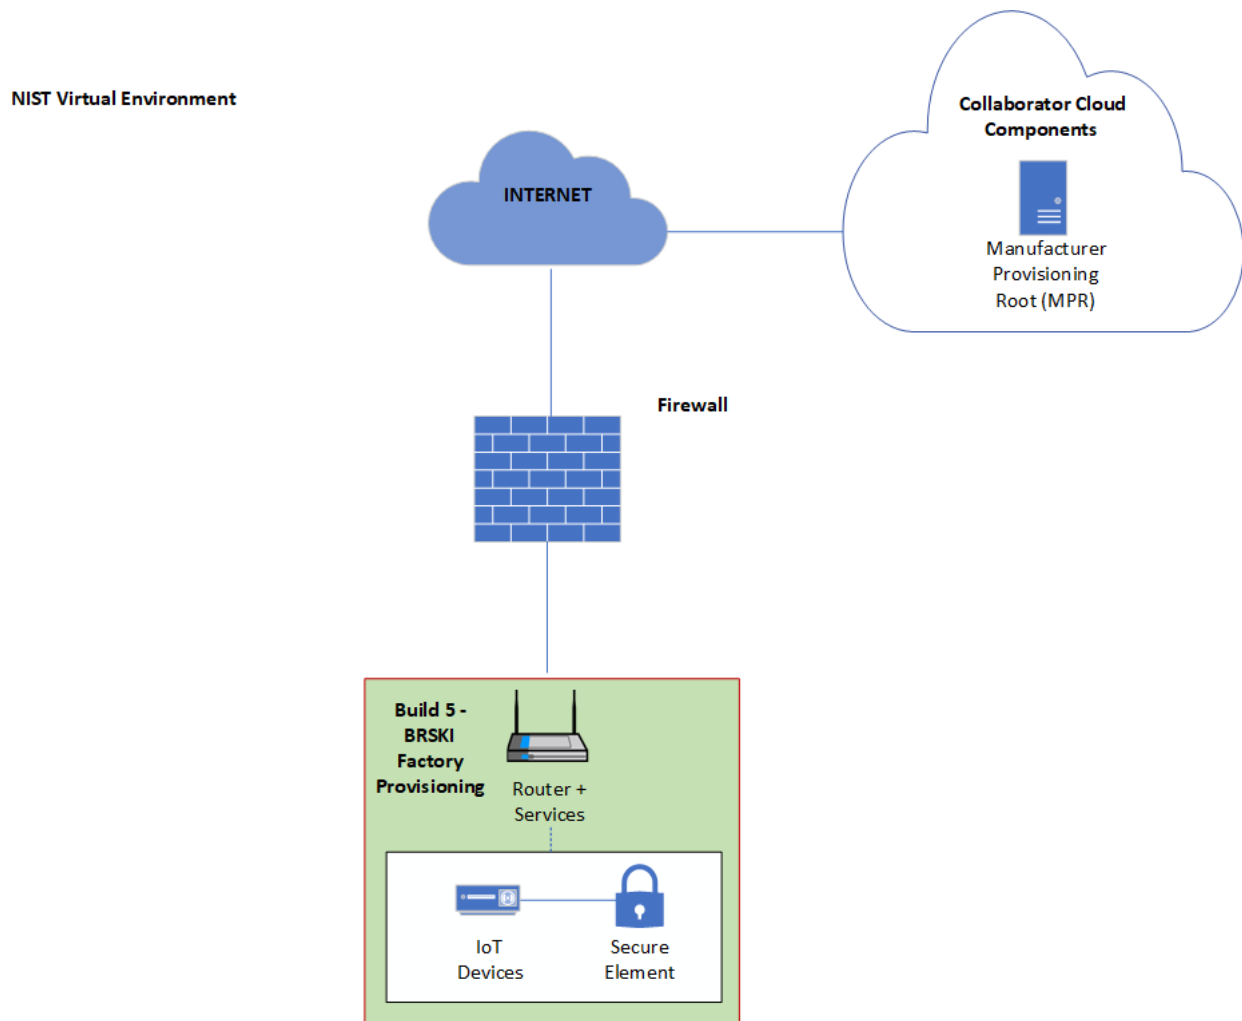 NIST Virtual Environment
Collaborator Cloud
Components
INTERNET
Manufacturer
Provisioning
Root (MPR)
Firewall
Build 5 -
BRSKI
Factory
Provisioning
Router +
Services
IoT
Devices
Secure
Element